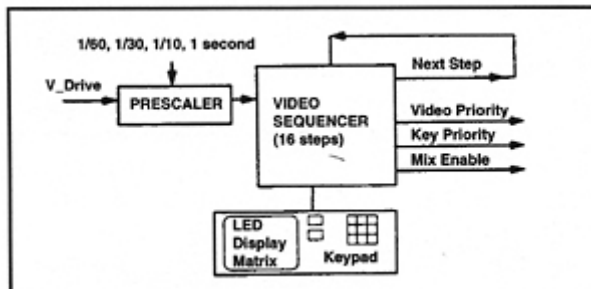 1/60, 1/30, 1/10, 1 second
V_Drive
PRESCALER
VIDEO
SEQUENCER
(16 steps)
Next Step
Video Priority
Key Priority
Mix Enable
LED
Display
Matrix
Keypad